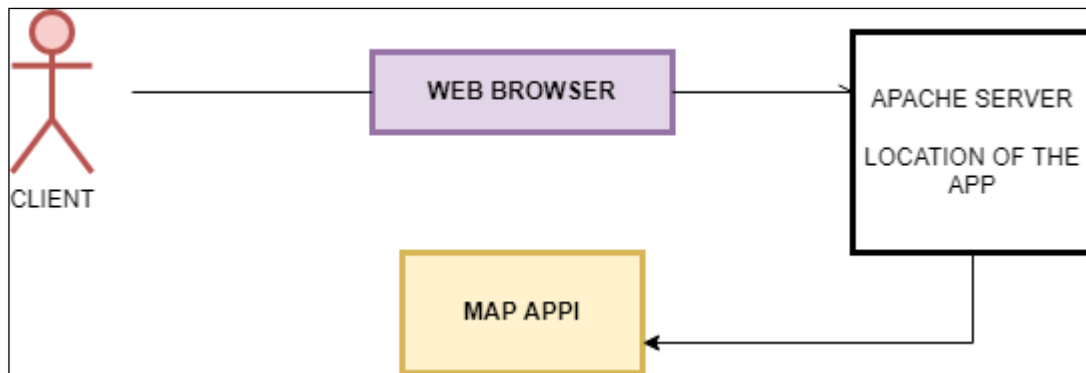 WEB BROWSER
APACHE SERVER
LOCATION OF THE
APP
CLIENT
MAP APPI